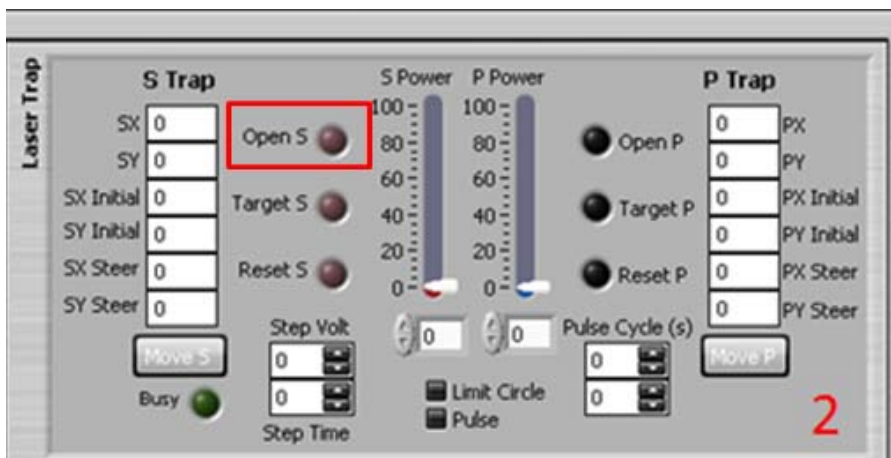 Laser Trap
S Trap
S Power
P Power
P Trap
SX 0
SY 0
SX Initial 0
SY Initial 0
SX Steer 0
SY Steer 0
Move S
Busy
Open S
Target S
Reset S
Step Volt
0
0
Step Time
100
80
60
40
20
0
0
100
80
60
40
20
0
0
Limit Circle
Pulse
Open P
Target P
Reset P
Pulse Cycle (s)
0
0
0 PX
0 PY
0 PX Initial
0 PY Initial
0 PX Steer
0 PY Steer
Move P
2